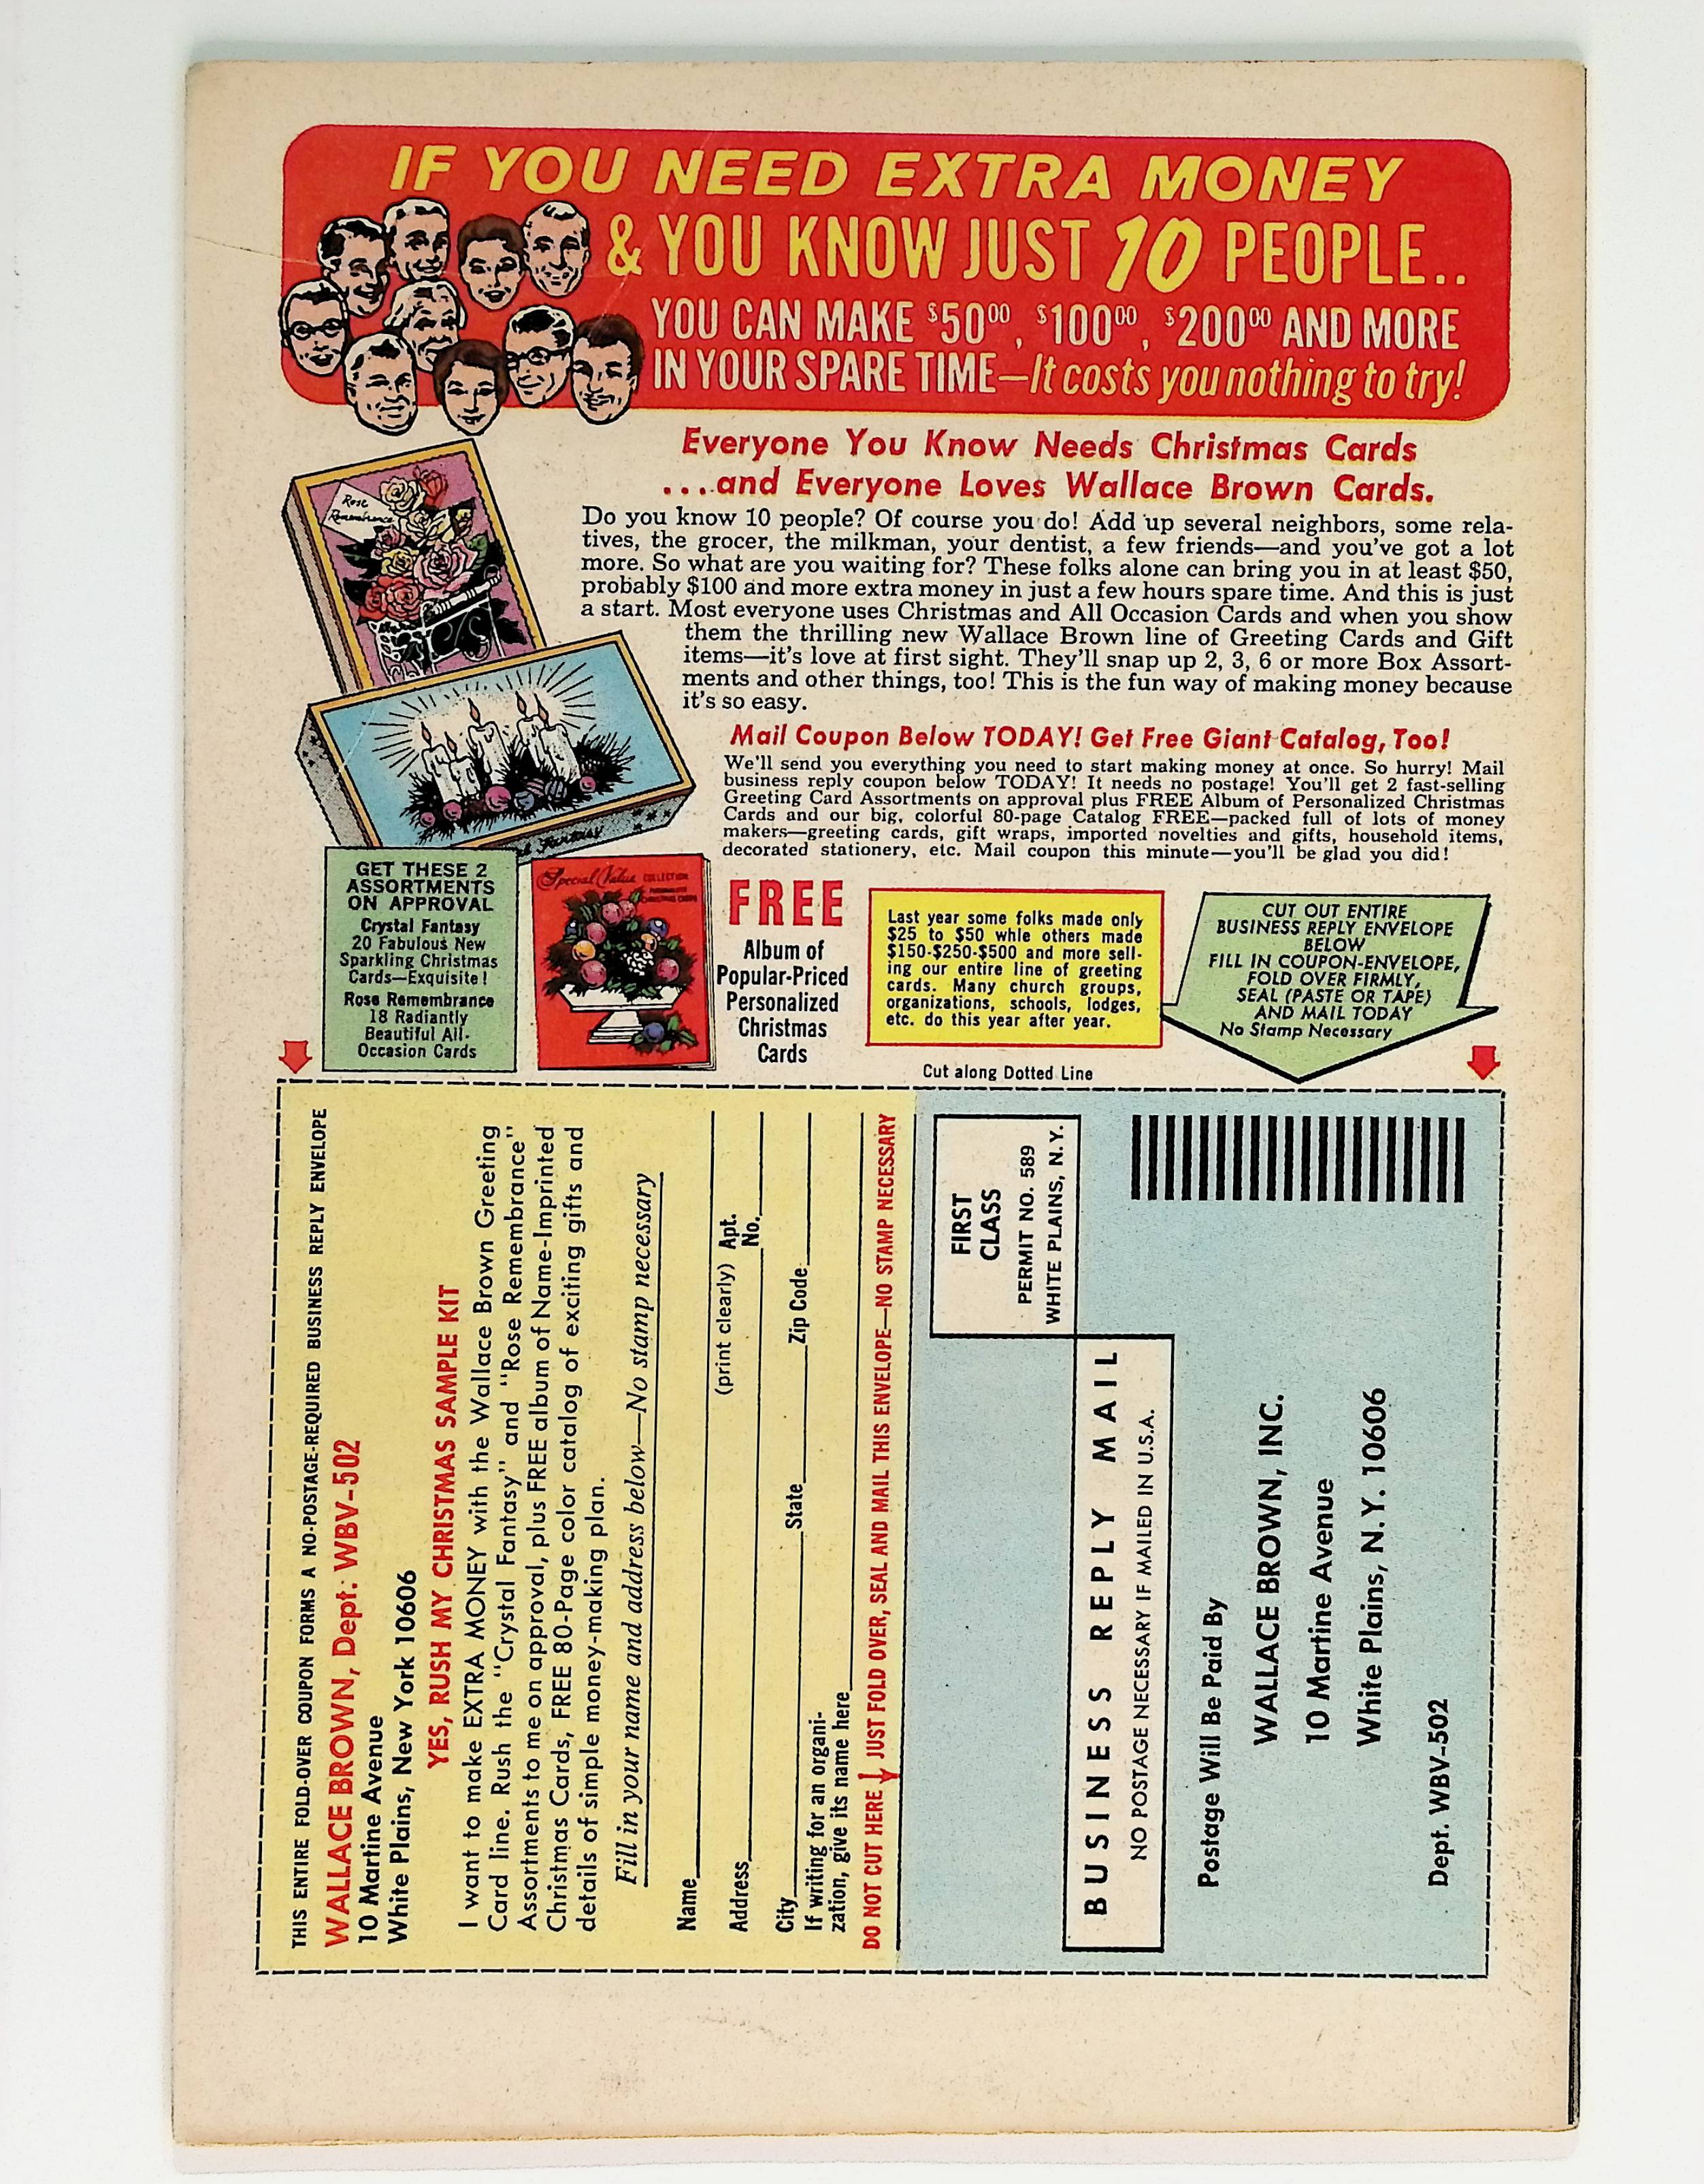 IF YOU NEED EXTRA MONEY
& YOU KNOW JUST 10 PEOPLE..
YOU CAN MAKE $50⁰⁰, $100⁰⁰, $200⁰⁰ AND MORE
IN YOUR SPARE TIME—It costs you nothing to try!
Everyone You Know Needs Christmas Cards
...and Everyone Loves Wallace Brown Cards.
Rose
Remembrance
Do you know 10 people? Of course you do! Add up several neighbors, some rela-
tives, the grocer, the milkman, your dentist, a few friends—and you've got a lot
more. So what are you waiting for? These folks alone can bring you in at least $50,
probably $100 and more extra money in just a few hours spare time. And this is just
a start. Most everyone uses Christmas and All Occasion Cards and when you show
them the thrilling new Wallace Brown line of Greeting Cards and Gift
items—it's love at first sight. They'll snap up 2, 3, 6 or more Box Assort-
ments and other things, too! This is the fun way of making money because
it's so easy.
Mail Coupon Below TODAY! Get Free Giant Catalog, Too!
We'll send you everything you need to start making money at once. So hurry! Mail
business reply coupon below TODAY! It needs no postage! You'll get 2 fast-selling
Greeting Card Assortments on approval plus FREE Album of Personalized Christmas
Cards and our big, colorful 80-page Catalog FREE—packed full of lots of money
makers—greeting cards, gift wraps, imported novelties and gifts, household items,
decorated stationery, etc. Mail coupon this minute—you'll be glad you did!
Fantasy
GET THESE 2
ASSORTMENTS
ON APPROVAL
Crystal Fantasy
20 Fabulous New
Sparkling Christmas
Cards—Exquisite!
Rose Remembrance
18 Radiantly
Beautiful All-
Occasion Cards
Special Value COLLECTION
PERSONALIZED
CHRISTMAS CARDS
FREE
Album of
Popular-Priced
Personalized
Christmas
Cards
Last year some folks made only
$25 to $50 whle others made
$150-$250-$500 and more sell-
ing our entire line of greeting
cards. Many church groups,
organizations, schools, lodges,
etc. do this year after year.
CUT OUT ENTIRE
BUSINESS REPLY ENVELOPE
BELOW
FILL IN COUPON-ENVELOPE,
FOLD OVER FIRMLY,
SEAL (PASTE OR TAPE)
AND MAIL TODAY
No Stamp Necessary
Cut along Dotted Line
THIS ENTIRE FOLD-OVER COUPON FORMS A NO-POSTAGE-REQUIRED BUSINESS REPLY ENVELOPE
WALLACE BROWN, Dept. WBV-502
10 Martine Avenue
White Plains, New York 10606
YES, RUSH MY CHRISTMAS SAMPLE KIT
I want to make EXTRA MONEY with the Wallace Brown Greeting
Card line. Rush the "Crystal Fantasy" and "Rose Remembrance"
Assortments to me on approval, plus FREE album of Name-Imprinted
Christmas Cards, FREE 80-Page color catalog of exciting gifts and
details of simple money-making plan.
Fill in your name and address below—No stamp necessary
Name
(print clearly) Apt.
Address No.
City State Zip Code
If writing for an organi-
zation, give its name here
DO NOT CUT HERE JUST FOLD OVER, SEAL AND MAIL THIS ENVELOPE—NO STAMP NECESSARY
FIRST
CLASS
PERMIT NO. 589
WHITE PLAINS, N.Y.
BUSINESS REPLY MAIL
NO POSTAGE NECESSARY IF MAILED IN U.S.A.
Postage Will Be Paid By
WALLACE BROWN, INC.
10 Martine Avenue
White Plains, N.Y. 10606
Dept. WBV-502